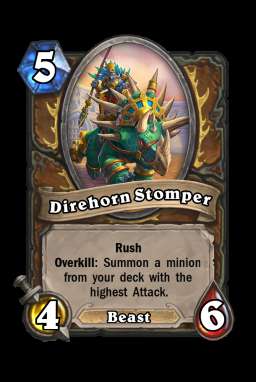 5
Direhorn Stomper
Rush
Overkill: Summon a minion
from your deck with the
highest Attack.
4
Beast
6